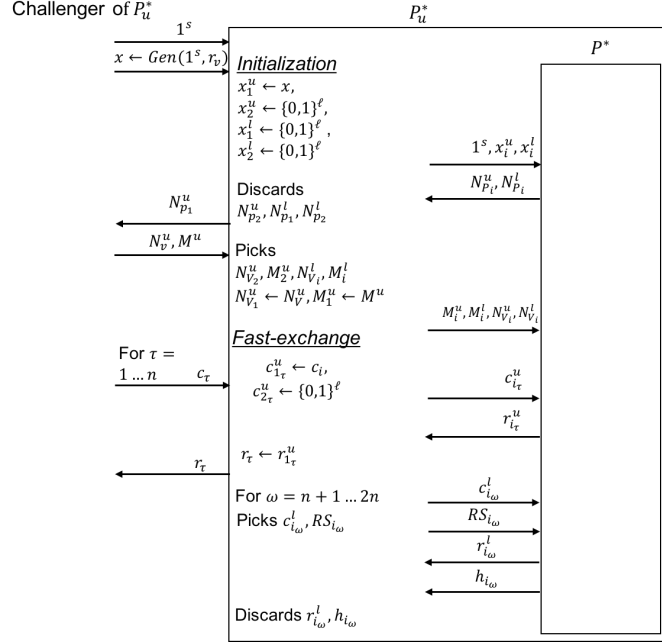 Challenger of P_u^*
P_u^*
1^s
x ← Gen(1^s, r_v)
P^*
Initialization
x_1^u ← x,
x_2^u ← {0,1}^ℓ,
x_1^l ← {0,1}^ℓ ,
x_2^l ← {0,1}^ℓ
1^s, x_i^u, x_i^l
N_{P_i}^u, N_{P_i}^l
Discards
N_{p_1}^u
N_{p_2}^u, N_{p_1}^l, N_{p_2}^l
N_v^u, M^u
Picks
N_{V_2}^u, M_2^u, N_{V_i}^l, M_i^l
N_{V_1}^u ← N_V^u, M_1^u ← M^u
M_i^u, M_i^l, N_{V_i}^u, N_{V_i}^l
Fast-exchange
For τ =
1 … n c_τ
c_{1_τ}^u ← c_i,
c_{2_τ}^u ← {0,1}^ℓ
c_{i_τ}^u
r_{i_τ}^u
r_τ ← r_{1_τ}^u
r_τ
For ω = n + 1 … 2n
c_{i_ω}^l
Picks c_{i_ω}^l, RS_{i_ω}
RS_{i_ω}
r_{i_ω}^l
h_{i_ω}
Discards r_{i_ω}^l, h_{i_ω}